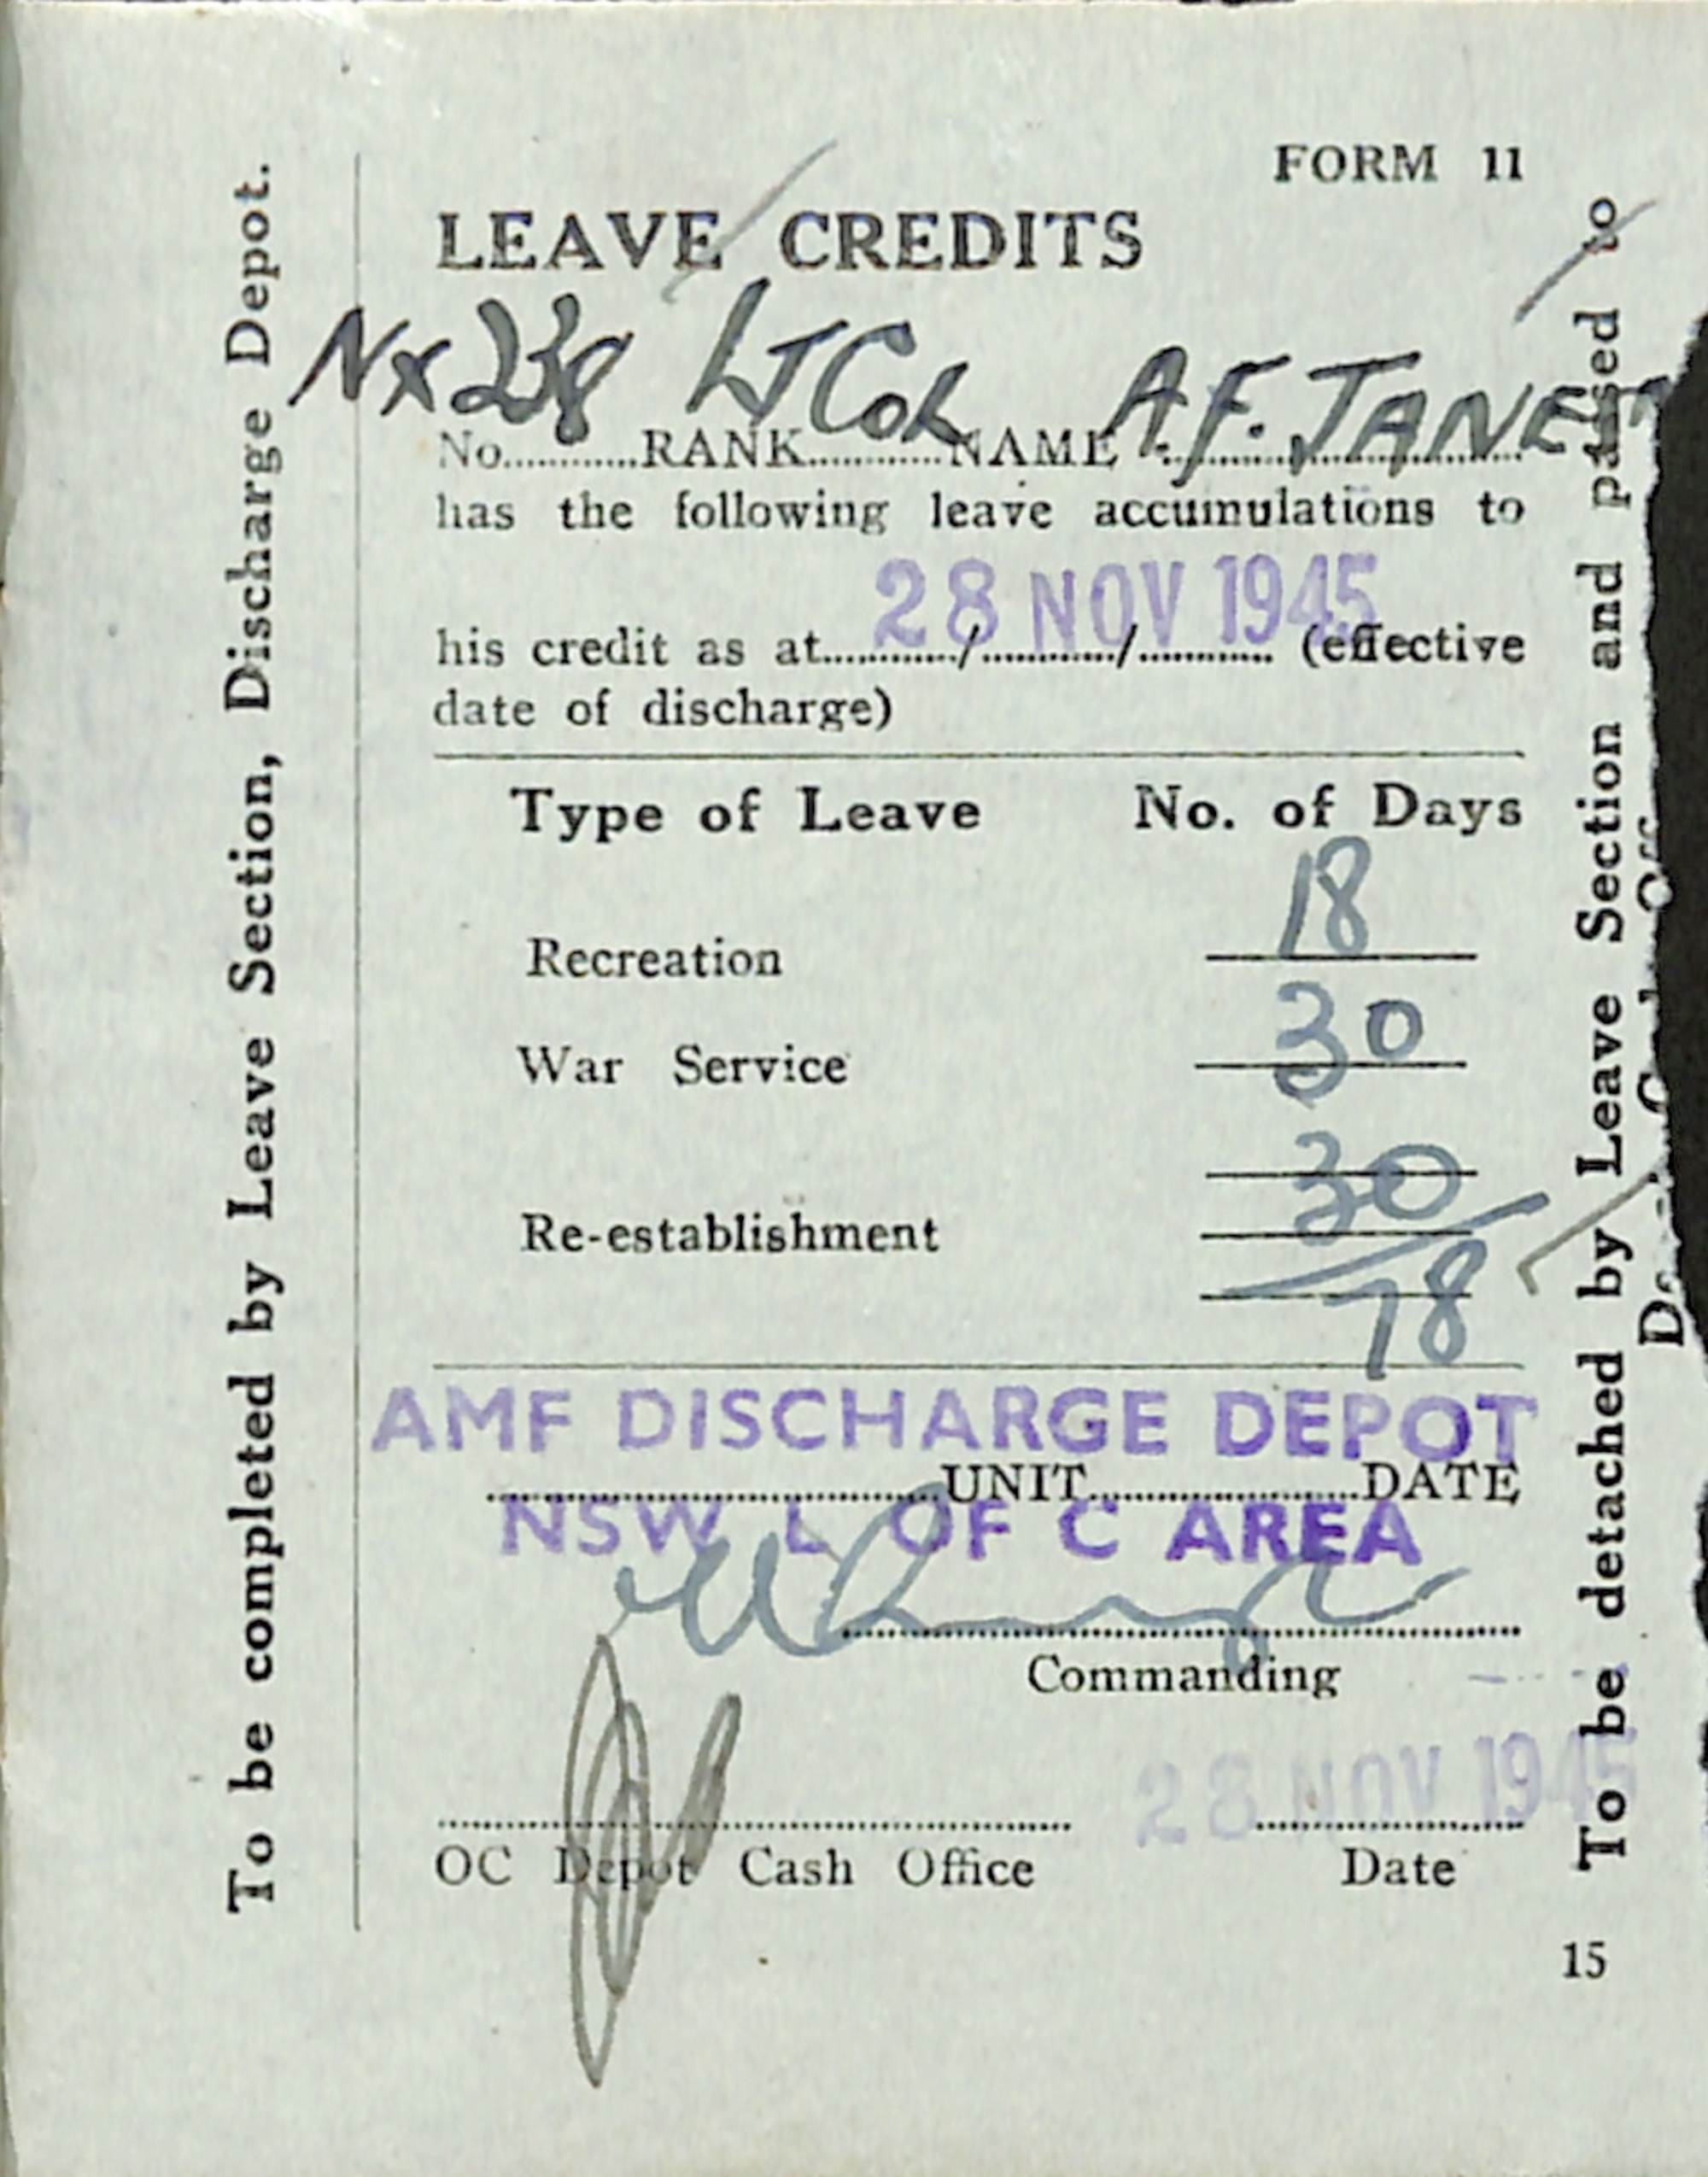 FORM 11
LEAVE CREDITS
NX238 LT COL A.F. JANE
No.............RANK.............NAME.............
has the following leave accumulations to
28 NOV 1945
his credit as at............/............/............ (effective
date of discharge)
Type of Leave No. of Days
18
Recreation
30
War Service
30
Re-establishment
78
AMF DISCHARGE DEPOT
.............UNIT.............DATE
NSW L OF C AREA
Commanding
28 NOV 1945
OC Depot Cash Office Date
15
To be completed by Leave Section, Discharge Depot.
To be detached by Leave Section and passed to